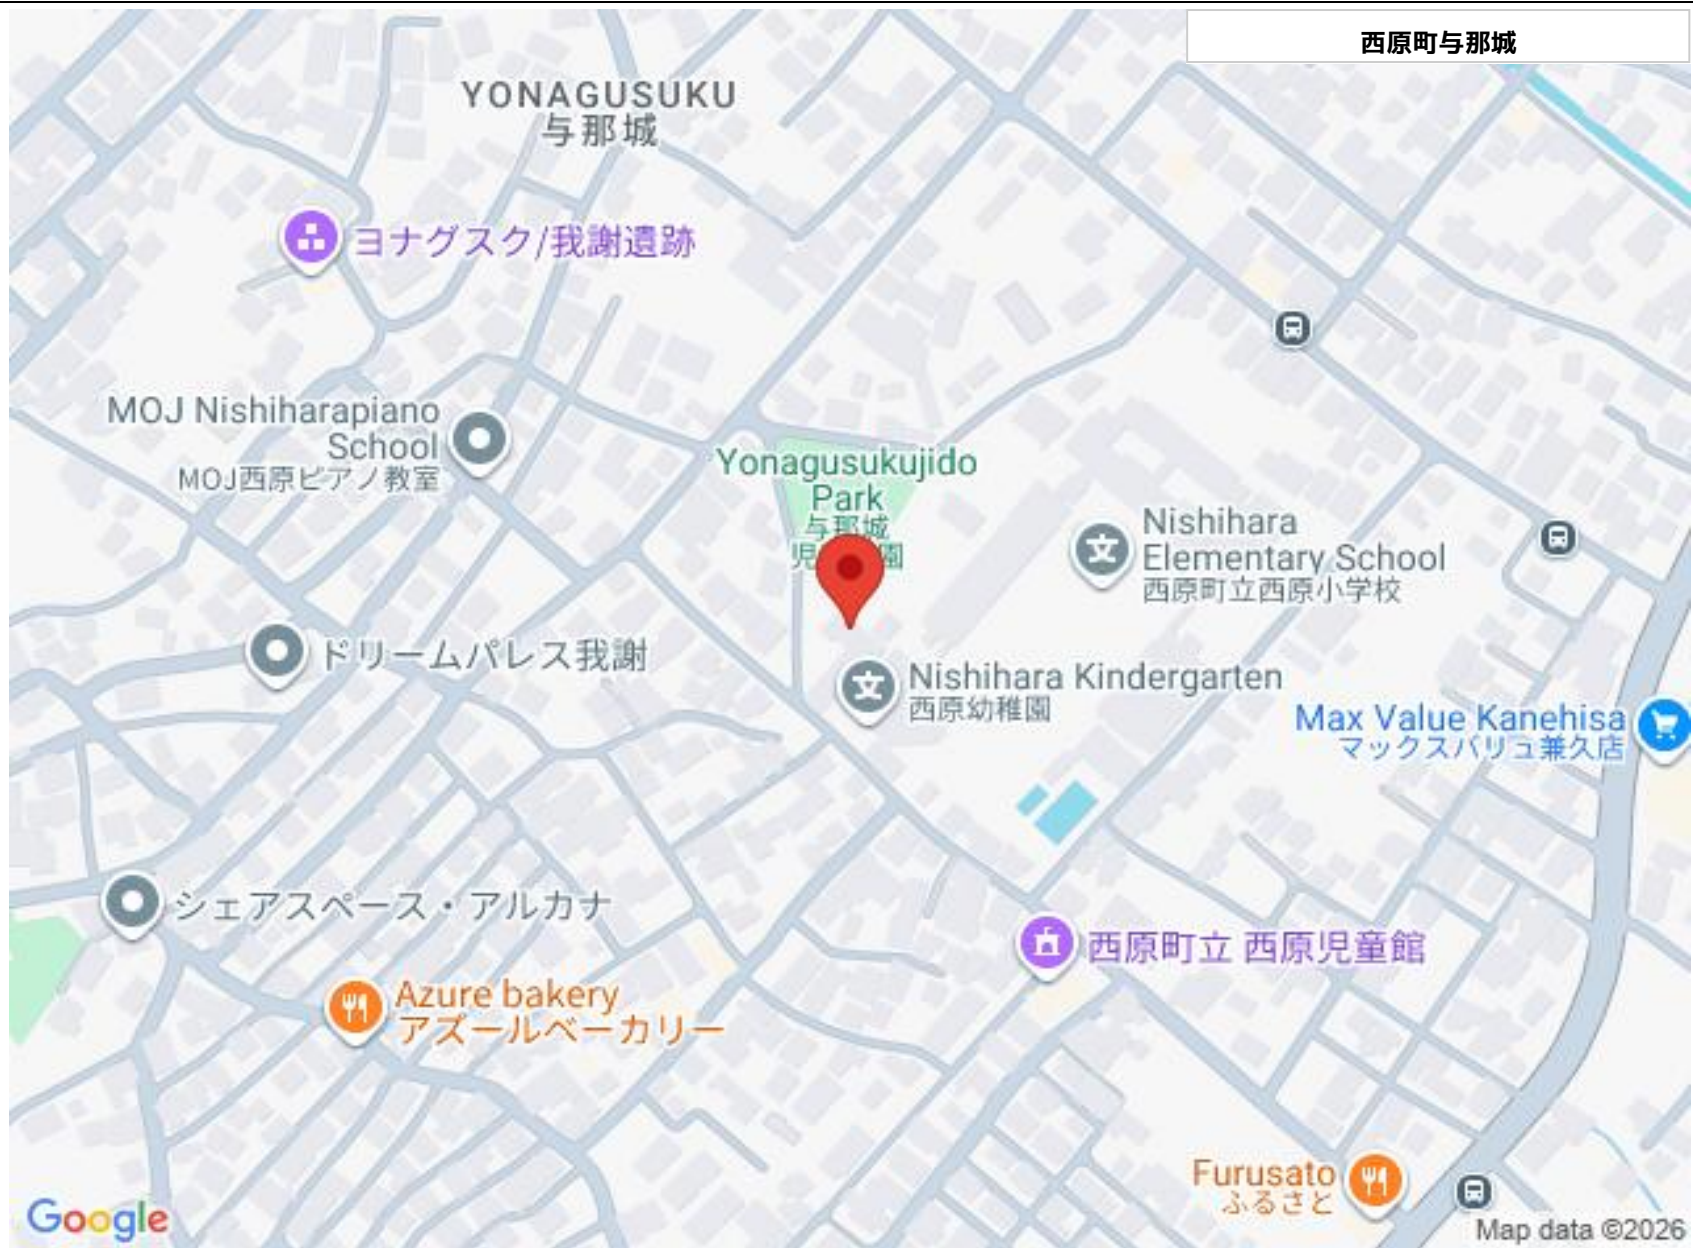 西原町与那城
YONAGUSUKU
与那城
ヨナグスク/我謝遺跡
MOJ Nishiharapiano
School
MOJ西原ピアノ教室
Yonagusukujido
Park
与那城
児 園
Nishihara
Elementary School
西原町立西原小学校
ドリームパレス我謝
Nishihara Kindergarten
西原幼稚園
Max Value Kanehisa
マックスバリュ兼久店
シェアスペース・アルカナ
西原町立 西原児童館
Azure bakery
アズールベーカリー
Furusato
ふるさと
Google
Map data ©2026